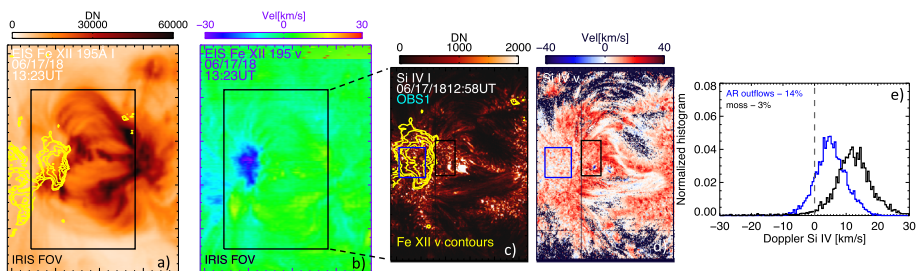 DN
0 30000 60000
EIS Fe XII 195A I
06/17/18
13:23UT
IRIS FOV
a)
Vel[km/s]
−30 0 30
EIS Fe XII 195 v
06/17/18
13:23UT
IRIS FOV
b)
DN
0 1000 2000
Si IV I
06/17/1812:58UT
OBS1
Fe XII v contours
c)
Vel[km/s]
−40 0 40
Si IV v
d)
e)
AR outflows − 14%
moss − 3%
Normalized histogram
0.08
0.06
0.04
0.02
0.00
−30 −20 −10 0 10 20 30
Doppler Si IV [km/s]